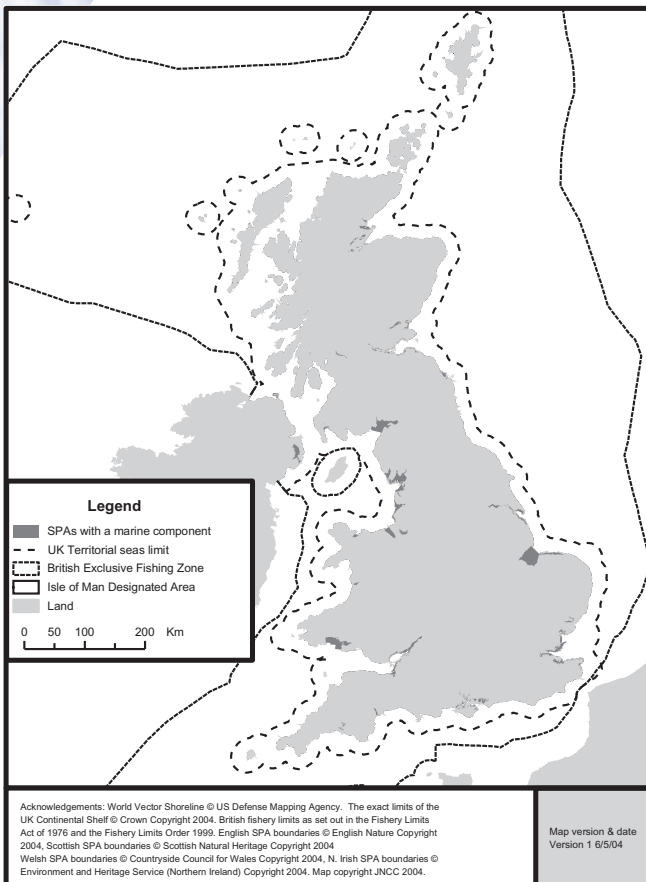 Legend
SPAs with a marine component
UK Territorial seas limit
British Exclusive Fishing Zone
Isle of Man Designated Area
Land
0 50 100 200 Km
Acknowledgements: World Vector Shoreline © US Defense Mapping Agency. The exact limits of the
UK Continental Shelf © Crown Copyright 2004. British fishery limits as set out in the Fishery Limits
Act of 1976 and the Fishery Limits Order 1999. English SPA boundaries © English Nature Copyright
2004, Scottish SPA boundaries © Scottish Natural Heritage Copyright 2004
Welsh SPA boundaries © Countryside Council for Wales Copyright 2004, N. Irish SPA boundaries ©
Environment and Heritage Service (Northern Ireland) Copyright 2004. Map copyright JNCC 2004.
Map version & date
Version 1 6/5/04